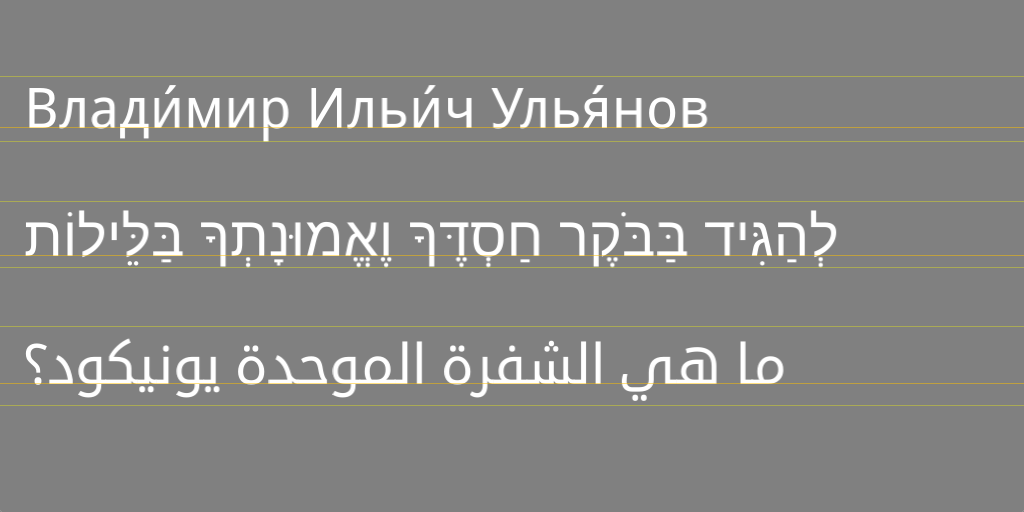 Влади́мир Ильи́ч Улья́нов
לְהַגִּיד בַּבֹּקֶר חַסְדֶּךָ וֶאֱמוּנָתְךָ בַּלֵּילוֹת
ما هي الشفرة الموحدة يونيكود؟